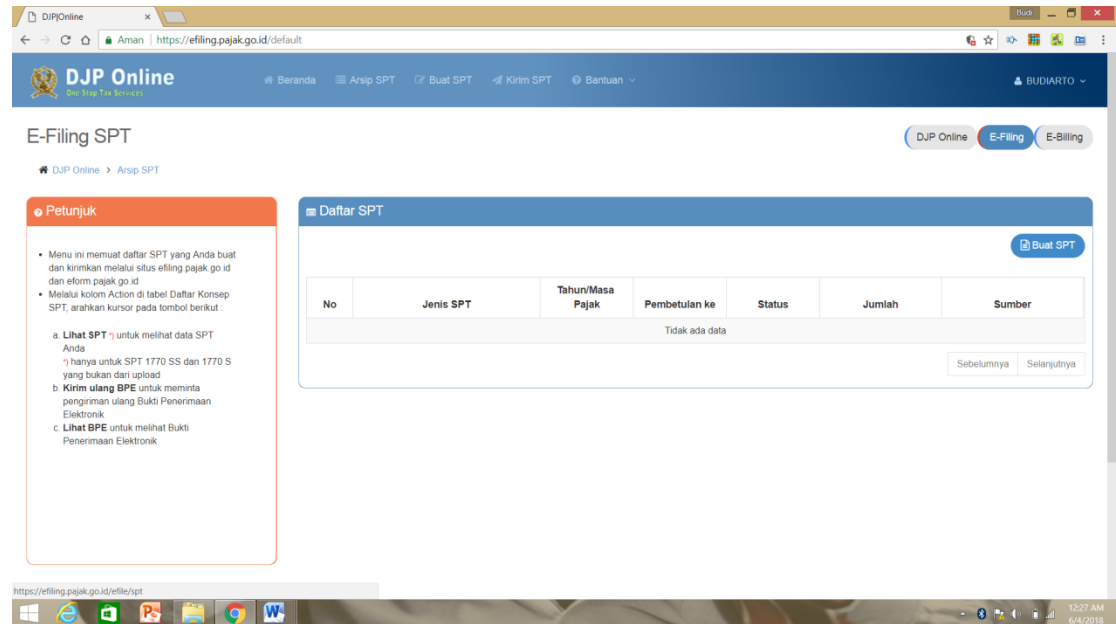 DJP|Online
Budi
Aman | https://efiling.pajak.go.id/default
DJP Online
One Stop Tax Services
Beranda Arsip SPT Buat SPT Kirim SPT Bantuan
BUDIARTO
E-Filing SPT
DJP Online E-Filing E-Billing
DJP Online > Arsip SPT
Petunjuk
• Menu ini memuat daftar SPT yang Anda buat
dan kirimkan melalui situs efiling.pajak.go.id
dan eform.pajak.go.id
• Melalui kolom Action di tabel Daftar Konsep
SPT, arahkan kursor pada tombol berikut :
a. Lihat SPT *) untuk melihat data SPT
Anda
*) hanya untuk SPT 1770 SS dan 1770 S
yang bukan dari upload
b. Kirim ulang BPE untuk meminta
pengiriman ulang Bukti Penerimaan
Elektronik
c. Lihat BPE untuk melihat Bukti
Penerimaan Elektronik
Daftar SPT
Buat SPT
No Jenis SPT Tahun/Masa Pajak Pembetulan ke Status Jumlah Sumber
Tidak ada data
Sebelumnya Selanjutnya
https://efiling.pajak.go.id/efile/spt
12:27 AM
6/4/2018